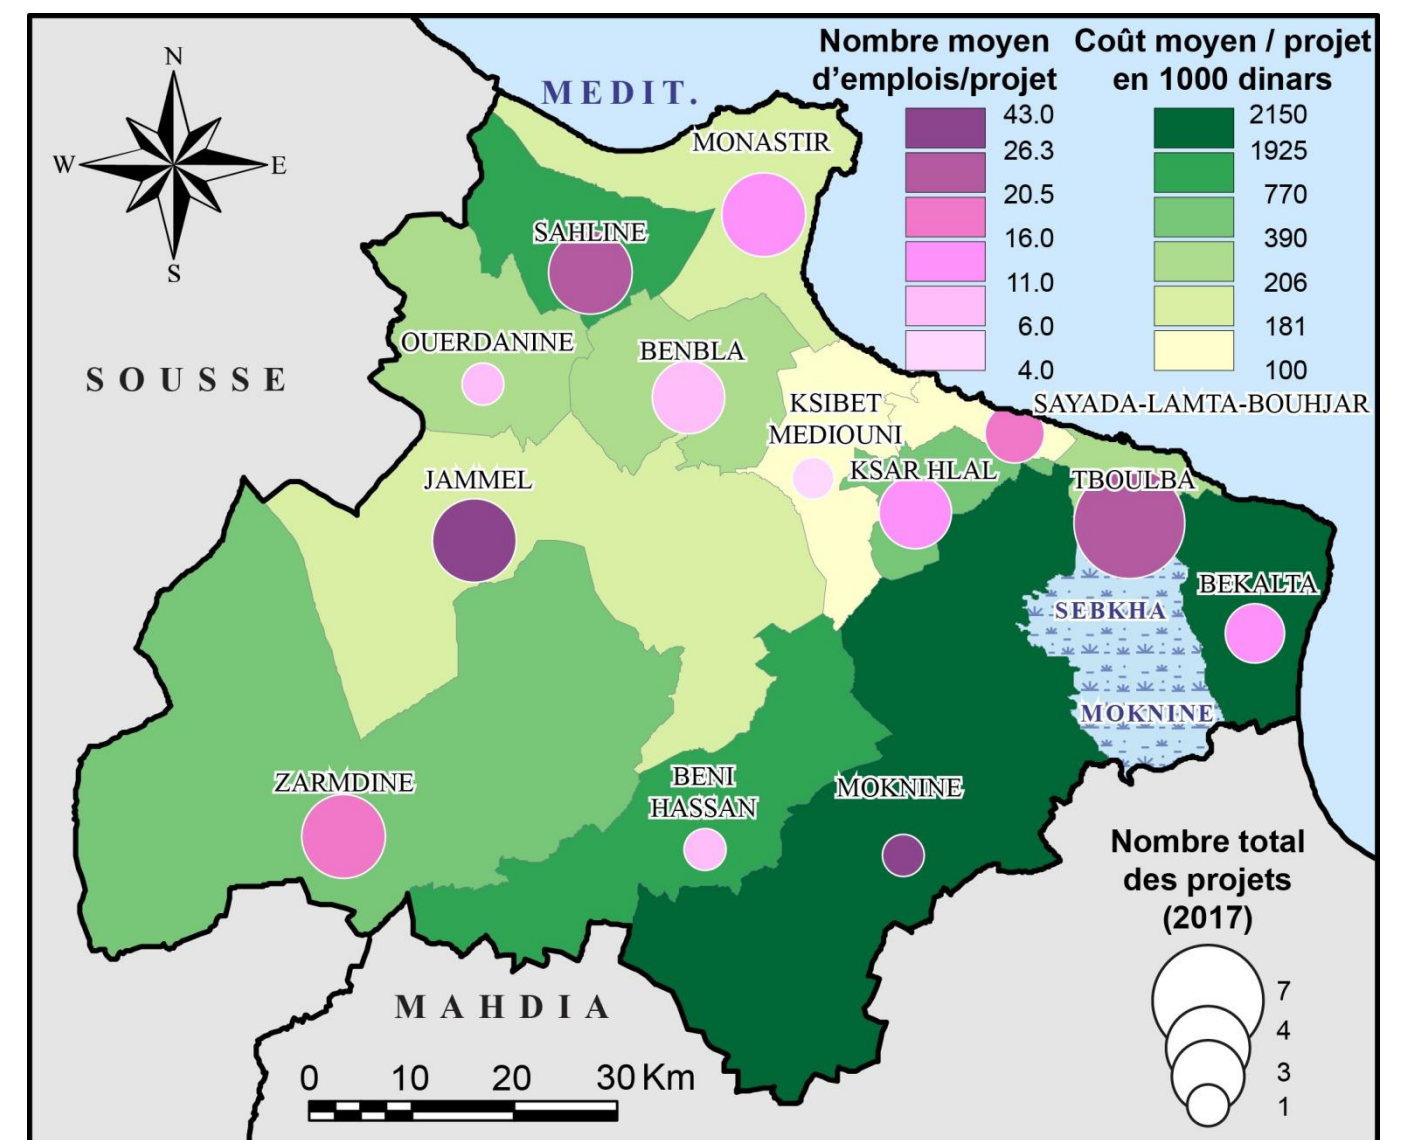 Nombre moyen
d'emplois/projet
43.0
26.3
20.5
16.0
11.0
6.0
4.0
Coût moyen / projet
en 1000 dinars
2150
1925
770
390
206
181
100
N
W
E
S
MEDIT.
MONASTIR
SAHLINE
OUERDANINE
BENBLA
SOUSSE
KSIBET
MEDIOUNI
SAYADA-LAMTA-BOUHJAR
JAMMEL
KSAR HLAL
TBOULBA
BEKALTA
SEBKHA
MOKNINE
ZARMDINE
BENI
HASSAN
MOKNINE
MAHDIA
Nombre total
des projets
(2017)
7
4
3
1
0 10 20 30 Km